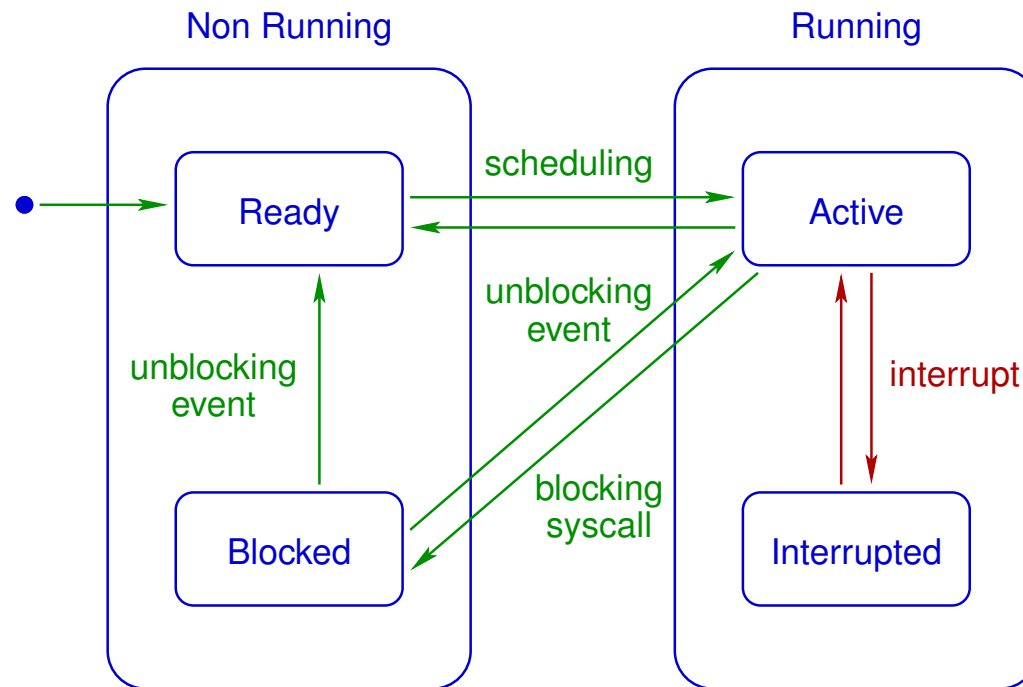 Non Running
Running
Ready
scheduling
Active
unblocking
event
unblocking
event
interrupt
blocking
syscall
Blocked
Interrupted